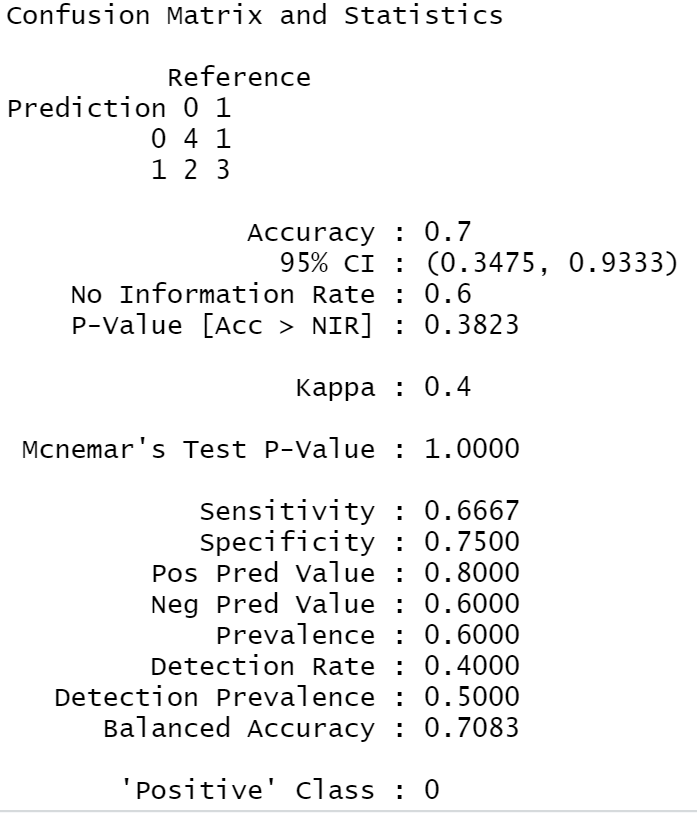 Confusion Matrix and Statistics
Reference
Prediction 0 1
0 4 1
1 2 3
Accuracy : 0.7
95% CI : (0.3475, 0.9333)
No Information Rate : 0.6
P-Value [Acc > NIR] : 0.3823
Kappa : 0.4
Mcnemar's Test P-Value : 1.0000
Sensitivity : 0.6667
Specificity : 0.7500
Pos Pred Value : 0.8000
Neg Pred Value : 0.6000
Prevalence : 0.6000
Detection Rate : 0.4000
Detection Prevalence : 0.5000
Balanced Accuracy : 0.7083
'Positive' Class : 0